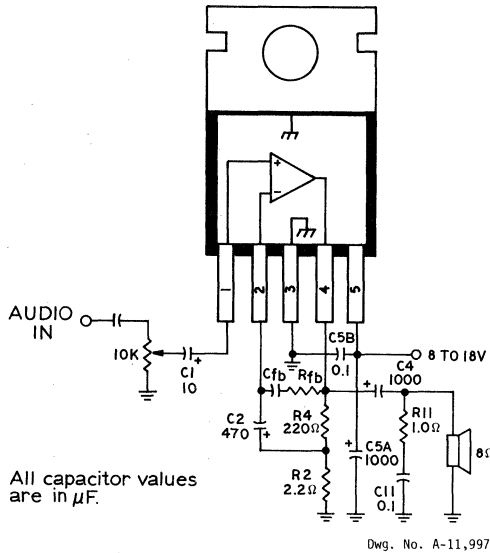 +
−
1
2
3
4
5
AUDIO
IN
10K
+
C1
10
C5B
0.1
8 TO 18V
Cfb
Rfb
+
C4
1000
C2
470
+
R4
220Ω
R11
1.0Ω
8Ω
+
C5A
1000
R2
2.2Ω
C11
0.1
All capacitor values
are in µF.
Dwg. No. A-11,997